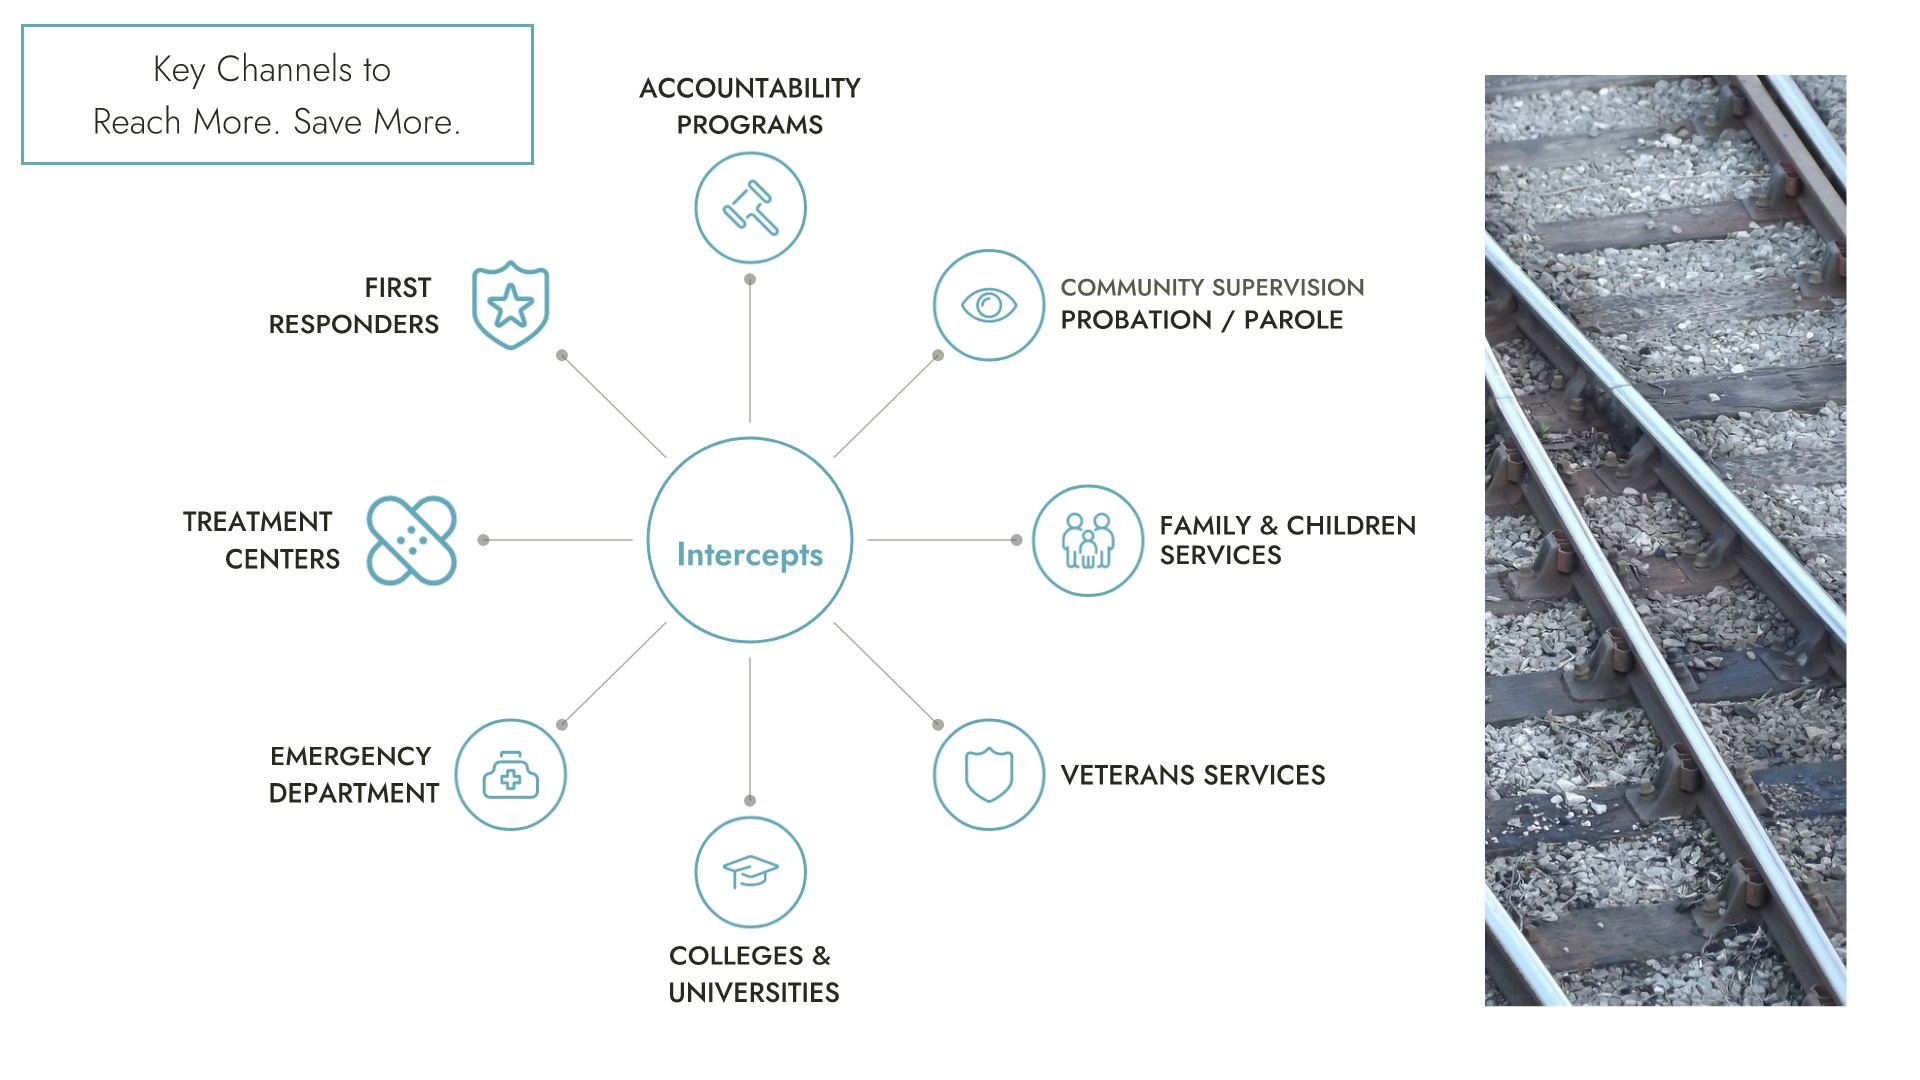 Key Channels to
Reach More. Save More.
ACCOUNTABILITY
PROGRAMS
FIRST
RESPONDERS
COMMUNITY SUPERVISION
PROBATION / PAROLE
TREATMENT
CENTERS
Intercepts
FAMILY & CHILDREN
SERVICES
EMERGENCY
DEPARTMENT
VETERANS SERVICES
COLLEGES &
UNIVERSITIES